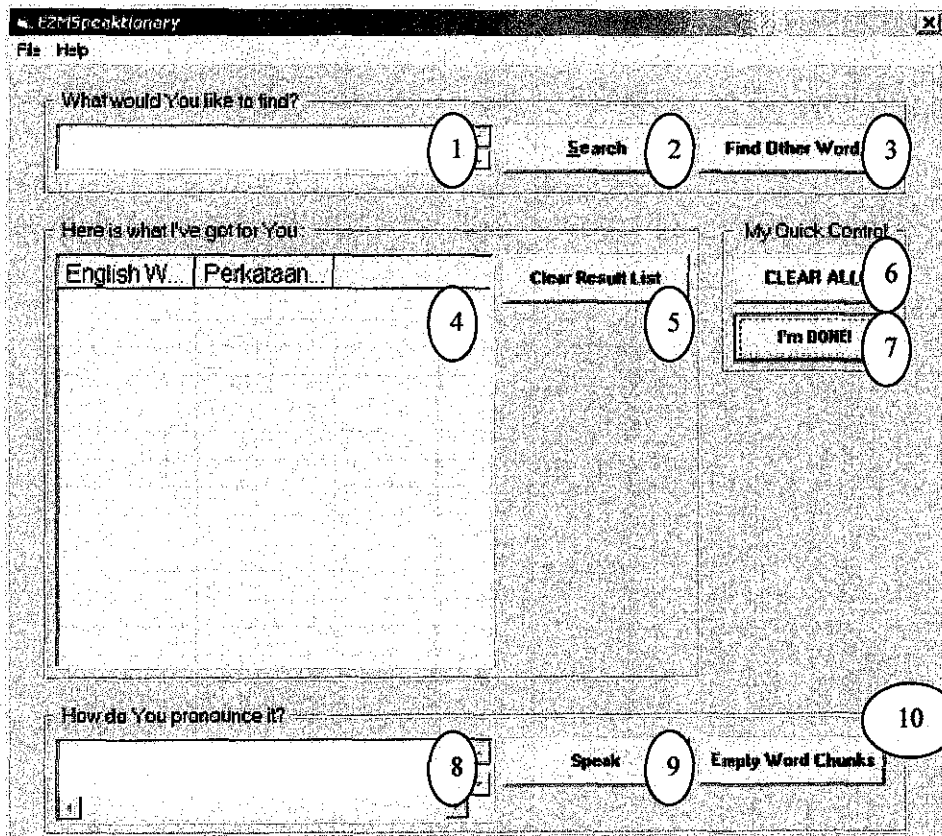 EZMSpeaktionary
File Help
What would You like to find?
1
Search 2
Find Other Word 3
Here is what I've got for You
My Quick Control
English W... Perkataan...
4
Clear Result List
5
CLEAR ALL 6
I'm DONE! 7
How do You pronounce it?
8
Speak 9
Empty Word Chunks
10